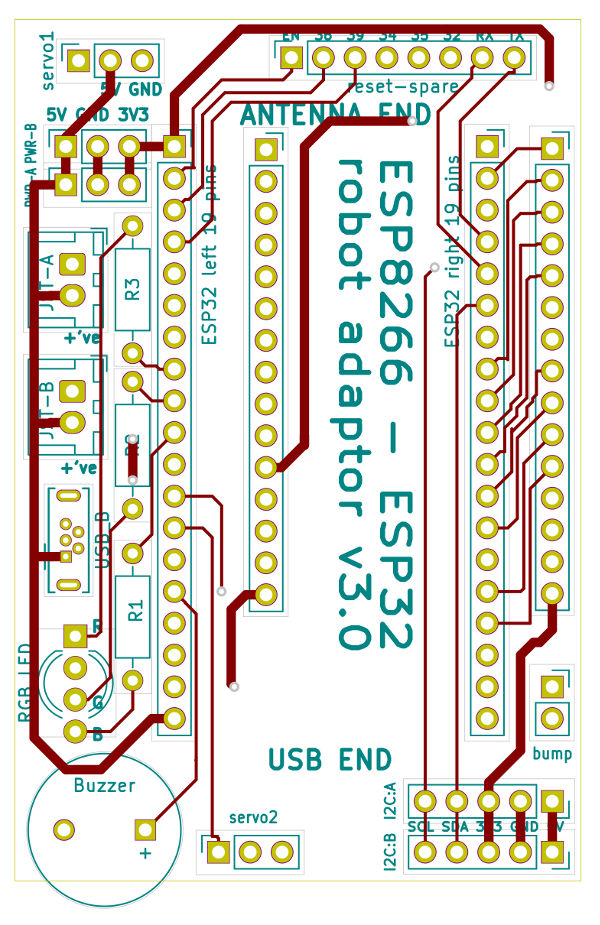 servo1
5V GND
EN 36 39 34 35 32 RX TX
reset-spare
5V GND 3V3
ANTENNA END
PWR-B
PWR-A
ESP32 left 19 pins
ESP8266 - ESP32
robot adaptor v3.0
ESP32 right 19 pins
JST-A
+'ve
R3
JST-B
+'ve
R2
USB_B
R1
RGB LED
R
G
B
USB END
bump
Buzzer
+
servo2
I2C:A
SCL SDA 3V3 GND 5V
I2C:B